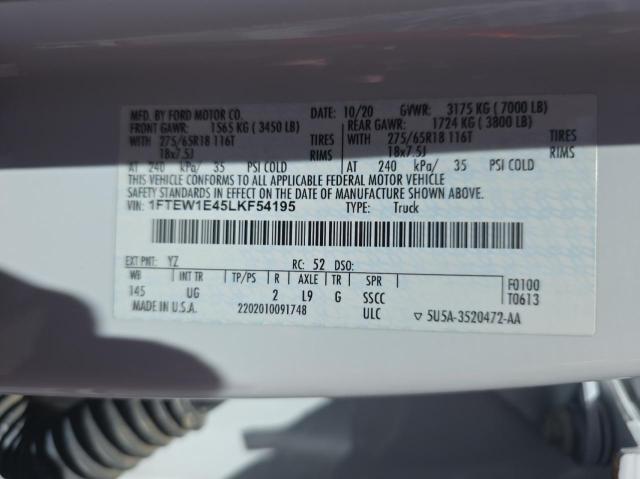 MFD. BY FORD MOTOR CO. DATE: 10/20 GVWR: 3175 KG ( 7000 LB)
FRONT GAWR: 1565 KG ( 3450 LB) REAR GAWR: 1724 KG ( 3800 LB)
WITH 275/65R18 116T TIRES WITH 275/65R18 116T TIRES
18x7.5J RIMS 18x7.5J RIMS
AT 240 kPa/ 35 PSI COLD AT 240 kPa/ 35 PSI COLD
THIS VEHICLE CONFORMS TO ALL APPLICABLE FEDERAL MOTOR VEHICLE
SAFETY STANDARDS IN EFFECT ON THE DATE OF MANUFACTURE SHOWN ABOVE.
VIN: 1FTEW1E45LKF54195 TYPE: Truck
EXT PNT: YZ RC: 52 DSO:
WB INT TR TP/PS R AXLE TR SPR F0100
145 UG 2 L9 G SSCC T0613
MADE IN U.S.A. 2202010091748 ULC ▽ 5U5A-3520472-AA